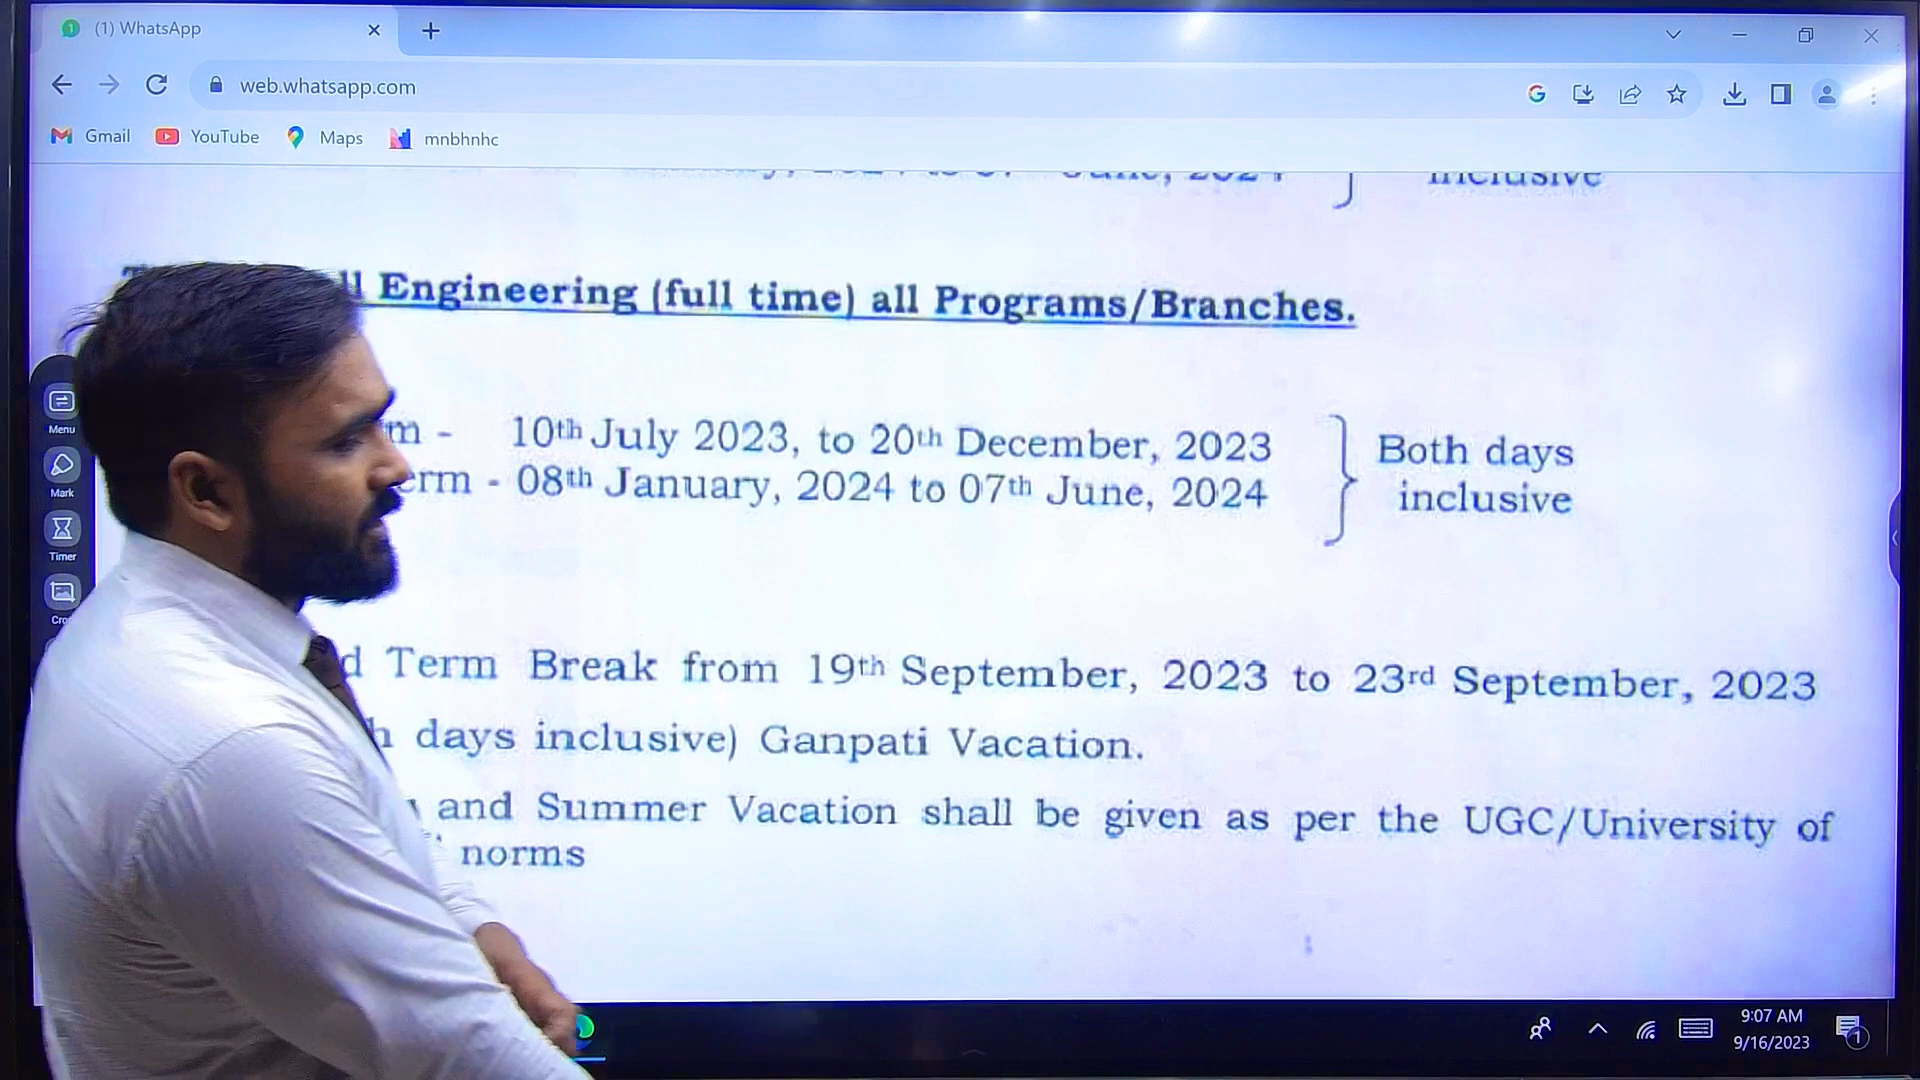 (1) WhatsApp
web.whatsapp.com
Gmail YouTube Maps mnbhnhc
June, 2024 inclusive
Engineering (full time) all Programs/Branches.
10th July 2023, to 20th December, 2023
- 08th January, 2024 to 07th June, 2024
Both days
inclusive
Term Break from 19th September, 2023 to 23rd September, 2023
days inclusive) Ganpati Vacation.
and Summer Vacation shall be given as per the UGC/University of
norms
Menu
Mark
Timer
9:07 AM
9/16/2023
1